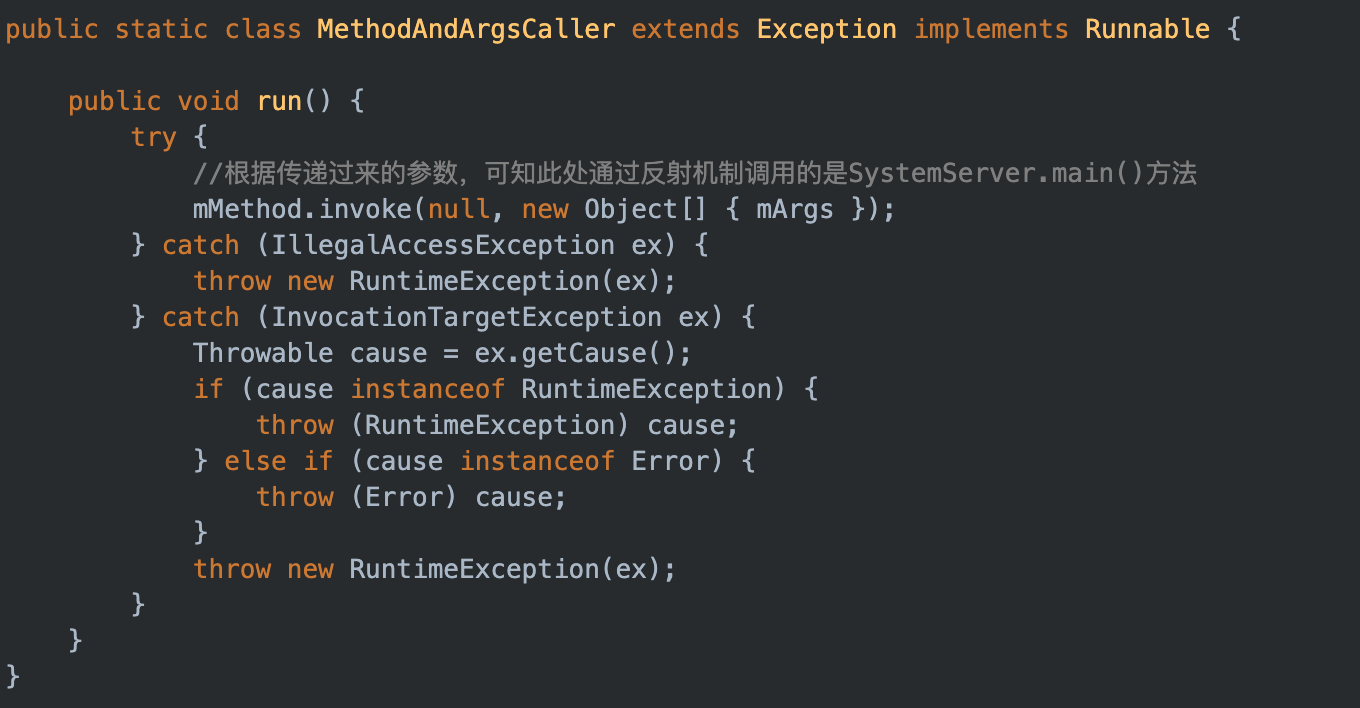 public static class MethodAndArgsCaller extends Exception implements Runnable {
    public void run() {
        try {
            //根据传递过来的参数，可知此处通过反射机制调用的是SystemServer.main()方法
            mMethod.invoke(null, new Object[] { mArgs });
        } catch (IllegalAccessException ex) {
            throw new RuntimeException(ex);
        } catch (InvocationTargetException ex) {
            Throwable cause = ex.getCause();
            if (cause instanceof RuntimeException) {
                throw (RuntimeException) cause;
            } else if (cause instanceof Error) {
                throw (Error) cause;
            }
            throw new RuntimeException(ex);
        }
    }
}